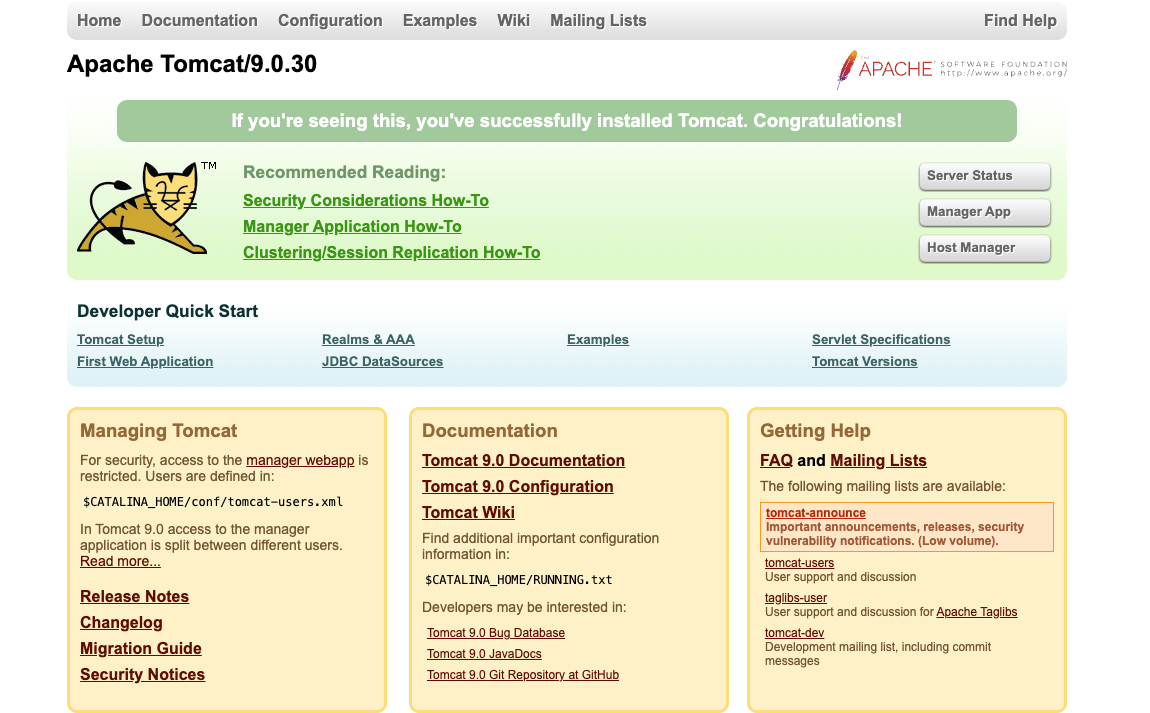 Home Documentation Configuration Examples Wiki Mailing Lists Find Help
Apache Tomcat/9.0.30
THE APACHE® SOFTWARE FOUNDATION
http://www.apache.org/
If you're seeing this, you've successfully installed Tomcat. Congratulations!
TM
Recommended Reading:
Security Considerations How-To
Manager Application How-To
Clustering/Session Replication How-To
Server Status
Manager App
Host Manager
Developer Quick Start
Tomcat Setup
First Web Application
Realms & AAA
JDBC DataSources
Examples
Servlet Specifications
Tomcat Versions
Managing Tomcat
For security, access to the manager webapp is
restricted. Users are defined in:
$CATALINA_HOME/conf/tomcat-users.xml
In Tomcat 9.0 access to the manager
application is split between different users.
Read more...
Release Notes
Changelog
Migration Guide
Security Notices
Documentation
Tomcat 9.0 Documentation
Tomcat 9.0 Configuration
Tomcat Wiki
Find additional important configuration
information in:
$CATALINA_HOME/RUNNING.txt
Developers may be interested in:
Tomcat 9.0 Bug Database
Tomcat 9.0 JavaDocs
Tomcat 9.0 Git Repository at GitHub
Getting Help
FAQ and Mailing Lists
The following mailing lists are available:
tomcat-announce
Important announcements, releases, security
vulnerability notifications. (Low volume).
tomcat-users
User support and discussion
taglibs-user
User support and discussion for Apache Taglibs
tomcat-dev
Development mailing list, including commit
messages